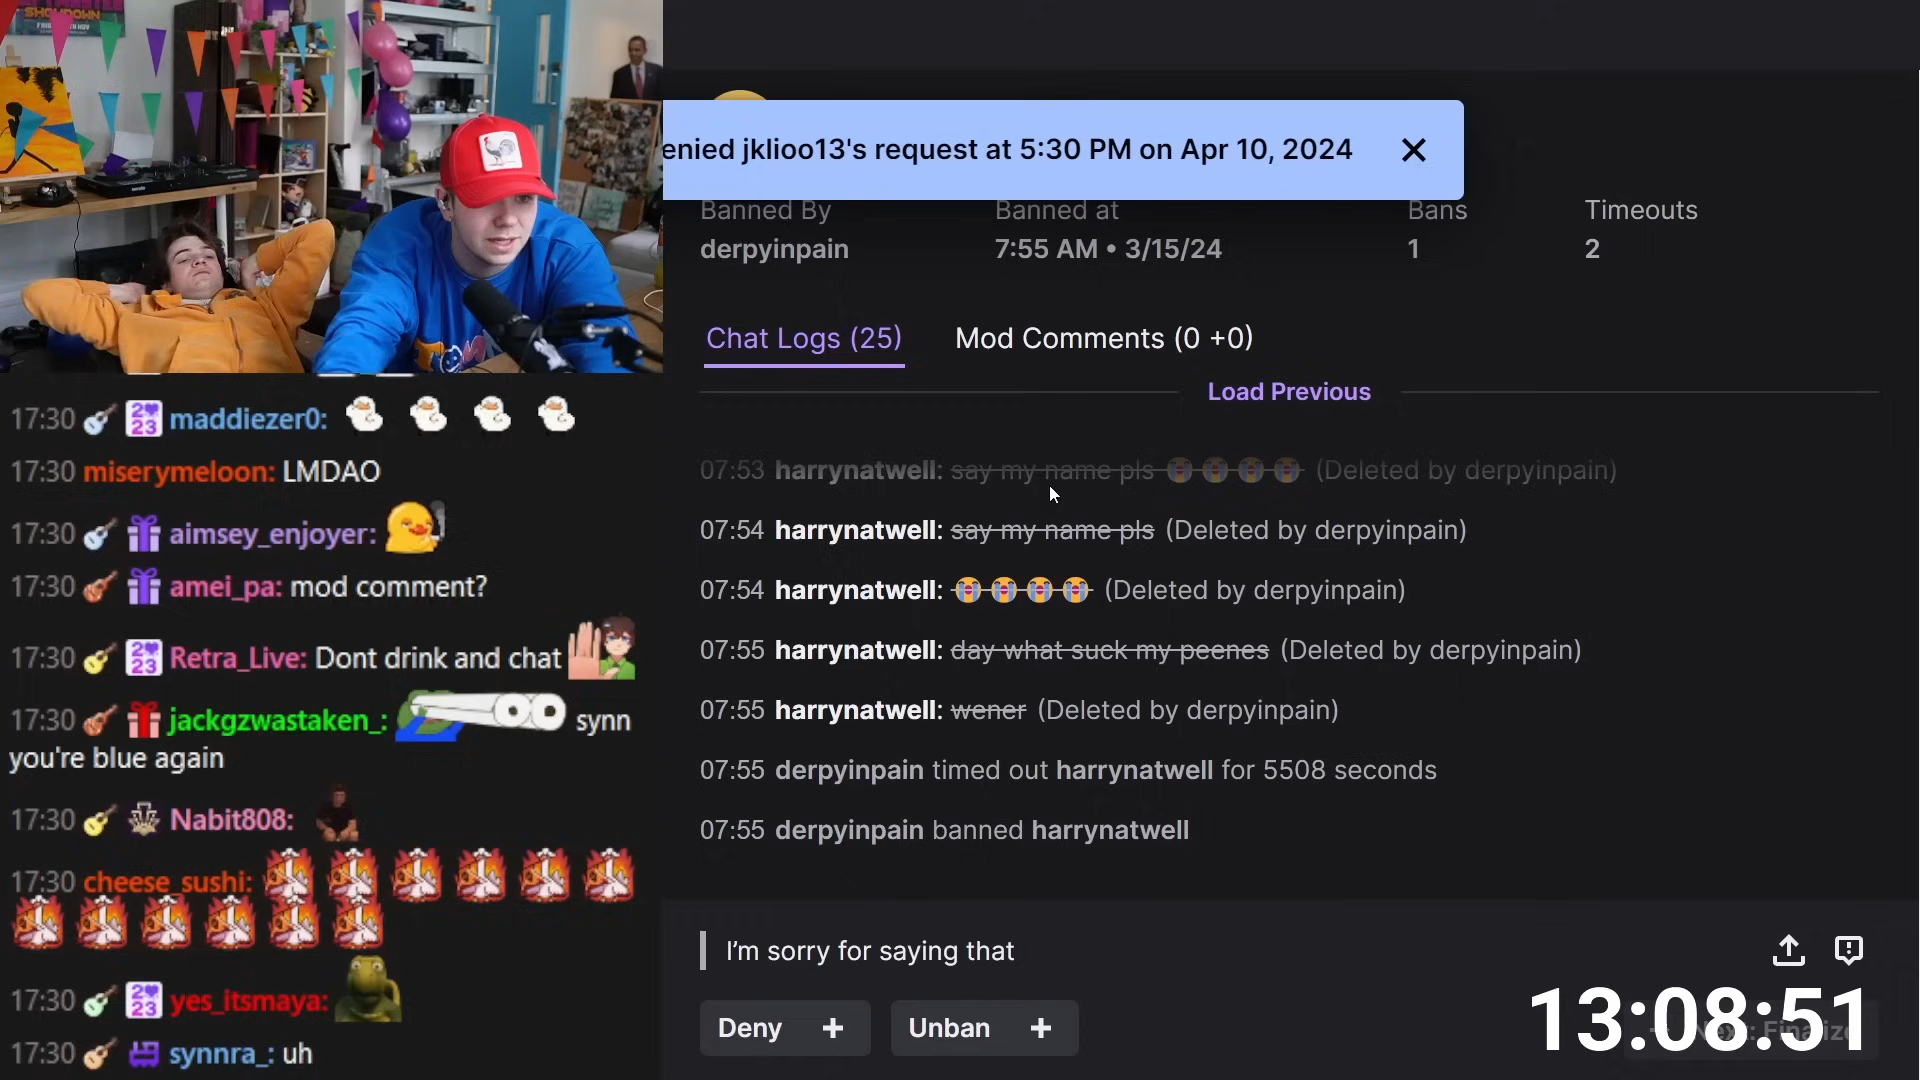 SHOWDOWN
enied jklioo13's request at 5:30 PM on Apr 10, 2024
Banned By
Banned at
Bans
Timeouts
derpyinpain
7:55 AM • 3/15/24
1
2
Chat Logs (25)
Mod Comments (0 +0)
Load Previous
07:53 harrynatwell: say my name pls 😭😭😭😭 (Deleted by derpyinpain)
07:54 harrynatwell: say my name pls (Deleted by derpyinpain)
07:54 harrynatwell: 😭😭😭😭 (Deleted by derpyinpain)
07:55 harrynatwell: day what suck my peenes (Deleted by derpyinpain)
07:55 harrynatwell: wener (Deleted by derpyinpain)
07:55 derpyinpain timed out harrynatwell for 5508 seconds
07:55 derpyinpain banned harrynatwell
I'm sorry for saying that
Deny +
Unban +
13:08:51
17:30 2 23 maddiezer0:
17:30 miserymeloon: LMDAO
17:30 aimsey_enjoyer:
17:30 amei_pa: mod comment?
17:30 2 23 Retra_Live: Dont drink and chat
17:30 jackgzwastaken_: synn
you're blue again
17:30 Nabit808:
17:30 cheese_sushi:
17:30 2 23 yes_itsmaya:
17:30 synnra_: uh